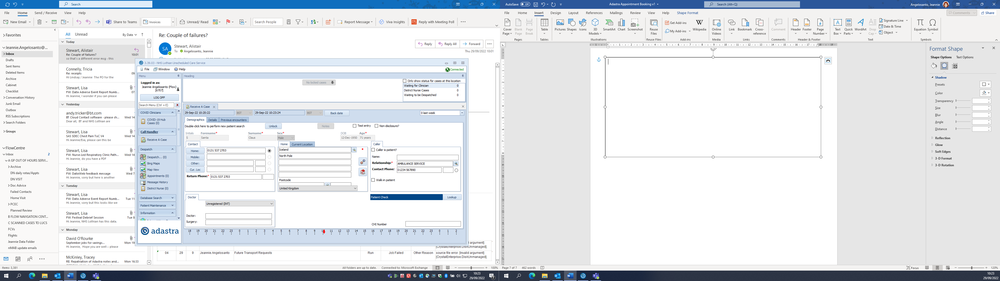 Search
File Home Send / Receive View Help
New Email Share to Teams Invoices Unread/ Read Search People Report Message Viva Insights Reply with Meeting Poll
Favorites
Jeannie.Angelosanto@...
Inbox
Drafts
Sent Items
Deleted Items
Archive
Cabinet
Checklist
Conversation History
Junk Email
Outbox
RSS Subscriptions
Search Folders
Groups
FlowCentre
Inbox 2
A GP OUT OF HOURS SERVI...
Archive
DN daily rotas/Appts
DN VISIT
Doc Advice
Failed Contacts
Home Visit
PCEC
Planned Review
B FLOW NAVIGATION CENT...
C SCANNED CASES TO LUCS
FCVs
Flights
Jeannie Data Folder
nMAB update emails
Items: 3,381
All Unread By Date
Today
Stewart, Alistair
Re: Couple of failures? 10:01
so that's a different error msg - this
Connelly, Tricia
Re: receipts 09:
Hi Lindsay / Jeannie The PO for the
Stewart, Lisa
FW: Datix Adverse Event Report Numb... 07:
Hi Jeannie, I wonder if you can please
Yesterday
andy.tricker@bt.com
BT Cloud Contact software - please ch... Wed 14:
Dear all, BT and NHS Lothian are
Stewart, Lisa
SAS SDEC Chest Pain ToC V4 Wed 14:
Hi Jeannie/Eva, please can this be
Stewart, Lisa
FW: Nurse-Led Respiratory Clinic Path... Wed 14:
Hi Jeannie, do you have a PDF
Stewart, Lisa
FW: DatixWeb feedback message Wed 7:
Hi Jeannie, sorry but here is another
Tuesday
Stewart, Lisa
FW: Datix Adverse Event Report Numb... Tue 11:
Hi Jeannie, sorry but this looks like we
Stewart, Lisa
FW: Festival Debrief Session Tue 8:
Hi Jeannie, NHS Lothian has this data.
Monday
David O'Rourke
September jobs for savings... Mon 19:
Hi Jeannie, Hope you are well – please
McKinley, Tracey
RE: Repatriation of Adastra notes and... Mon 16:33
Re: Couple of failures?
SA
Stewart, Alistair
To Angelosanto, Jeannie
Reply Reply All Forward
Thu 29/09/2022 10:01
3.39.03 - NHS Lothian Unscheduled Care Service
File Window Help
Connected
Menu
Logged in as:
Jeannie Angelosanto (Flow)
[6707]
LOG OFF
Search Menu (Ctrl + E) X
COVID Clinicians
COVID-19 Hub
Cases (0)
Call Handler
Receive A Case
Despatch
Despatch... (0)
Bing Maps
Map View
Appointments (0)
Message History
District Nurse (0)
Database Search
Patient Maintenance
Information
adastra
Heading
No locked cases
Only show status for cases at this location
Waiting for Clinician 0
District Nurse Cases 0
Waiting to be Despatched 0
Receive A Case
29-Sep-22 10:20:22 BST 29-Sep-22 10:23:24 BST Back date 0 last week
Demographics Details Previous encounters
Double-click here to perform new patient search Unlock Notes Test entry Non-disclosure?
Initials Forename* Surname* Sex* DOB Age*
S Santa Claus Male 12-Dec-1950 71 years
Contact
Home: 0131 537 2703
Mobile:
Other:
Cur. Loc
Return Phone:* 0131 537 2703
Home Current Location
Iceland *
North Pole
Postcode
United Kingdom
Caller
Caller is patient?
Name:
Relationship:* AMBULANCE SERVICE
Contact Phone: 01234 567890
Walk-in patient
Doctor
Unregistered (INT)
Doctor:
Surgery:
Patient Check Lookup
CHI Number
18 19 20 21 22 23 0 1 2 3 4 5 6 7 8 9 10 11 12 13 14 15 16 17 18 19 20 21 22 23 0 1 2
d argument]:
[CrystalEnterprise.DiskUnmanaged];
04 29 9 Jeannie.Angelosanto Future Transport Requests Run Job Failed Other Reason source file error. [Invalid argument]:
[CrystalEnterprise.DiskUnmanaged];
All folders are up to date. Connected to: Microsoft Exchange 100%
10:23
29/09/2022
AutoSave Off Adastra Appointment Booking v1 Search (Alt+Q) Angelosanto, Jeannie
File Home Insert Design Layout References Mailings Review View Help Shape Format Comments Share
Cover Page Blank Page Page Break Table Pictures Shapes Icons 3D Models SmartArt Chart Screenshot Reuse Files Get Add-ins My Add-ins Wikipedia Online Videos Link Bookmark Cross-reference Comment Header Footer Page Number Text Box Quick Parts WordArt Drop Cap Signature Line Date & Time Object Equation Symbol
Pages Tables Illustrations Reuse Files Add-ins Media Links Comments Header & Footer Text Symbols
Format Shape
Shape Options Text Options
Shadow
Presets
Color
Transparency
Size
Blur
Angle
Distance
Reflection
Glow
Soft Edges
3-D Format
3-D Rotation
Page 7 of 7 462 words Focus 120%
10:23
29/09/2022